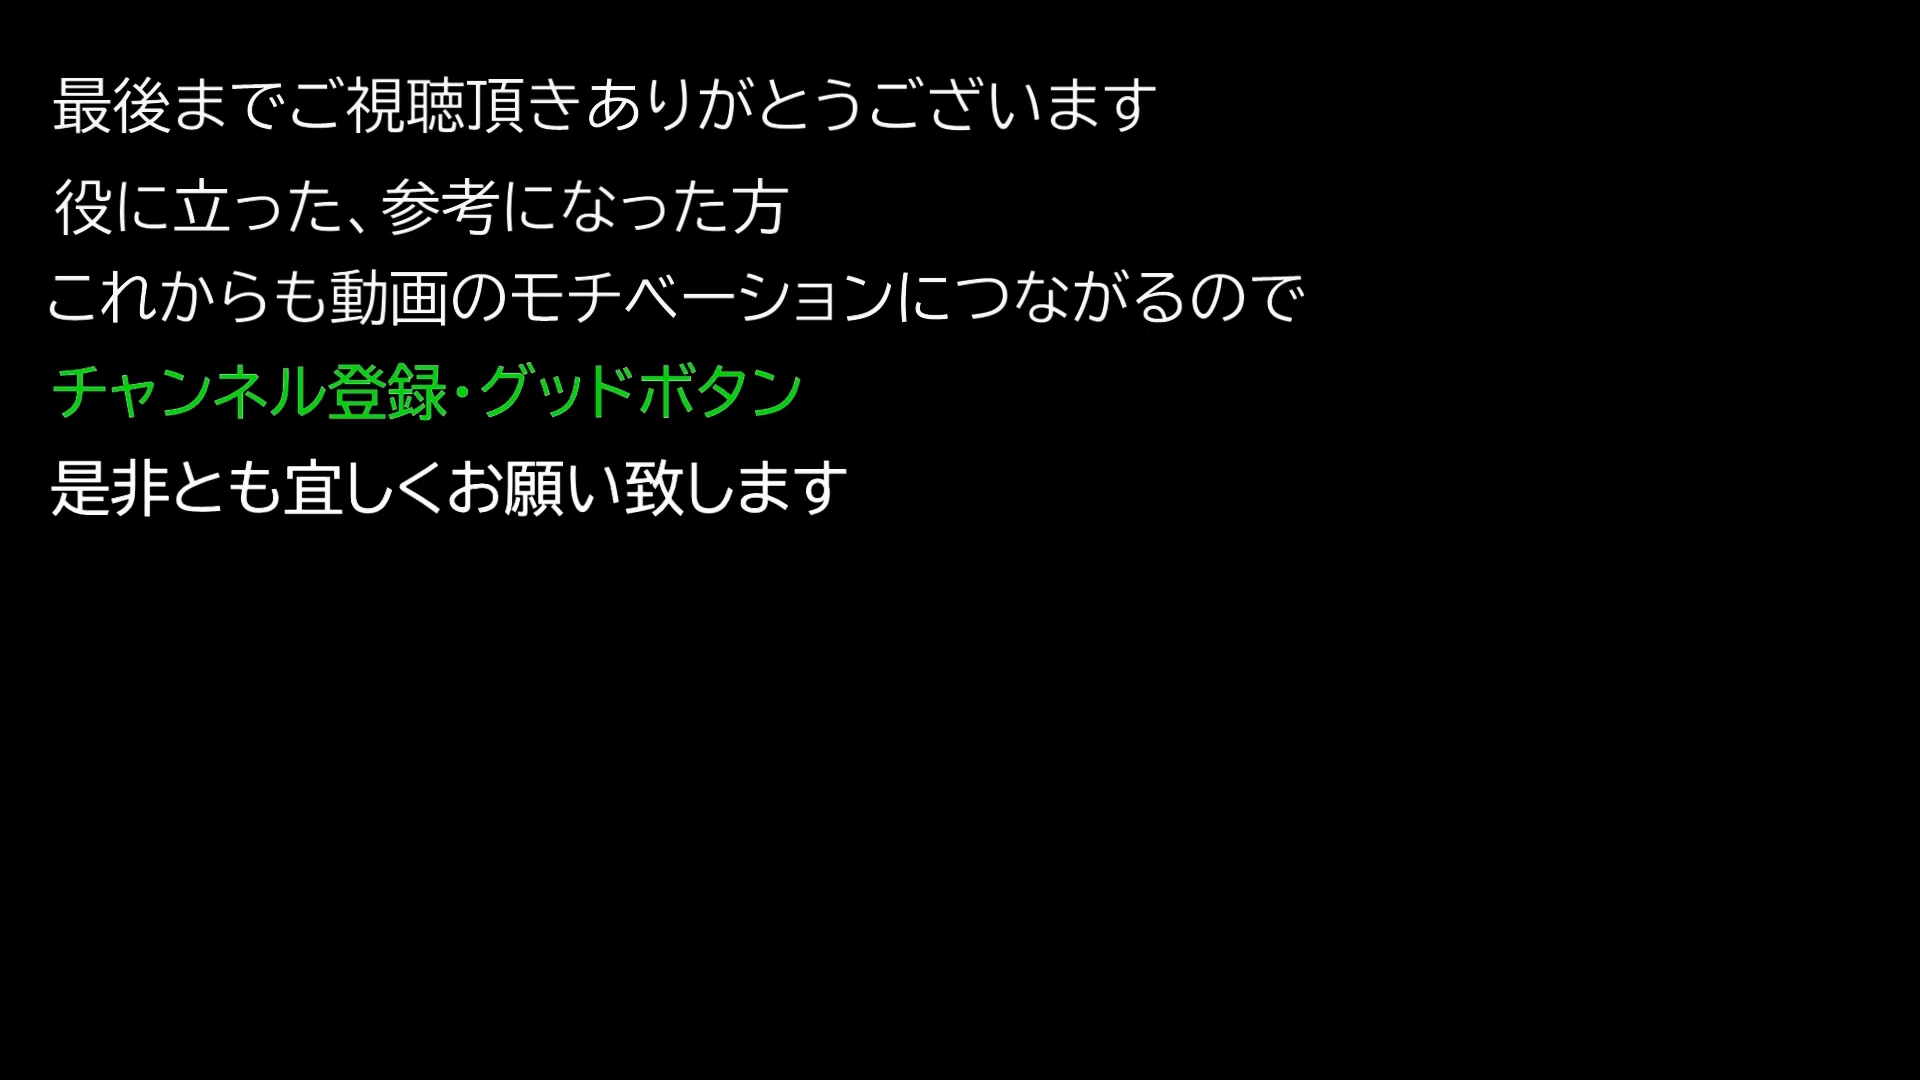 最後までご視聴頂きありがとうございます
役に立った、参考になった方
これからも動画のモチベーションにつながるので
チャンネル登録・グッドボタン
是非とも宜しくお願い致します